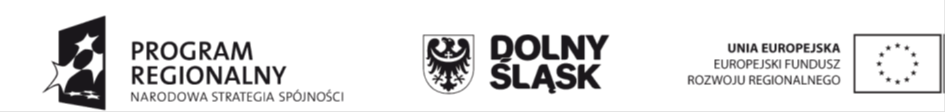 PROGRAM
REGIONALNY
NARODOWA STRATEGIA SPÓJNOŚCI
DOLNY
ŚLĄSK
UNIA EUROPEJSKA
EUROPEJSKI FUNDUSZ
ROZWOJU REGIONALNEGO